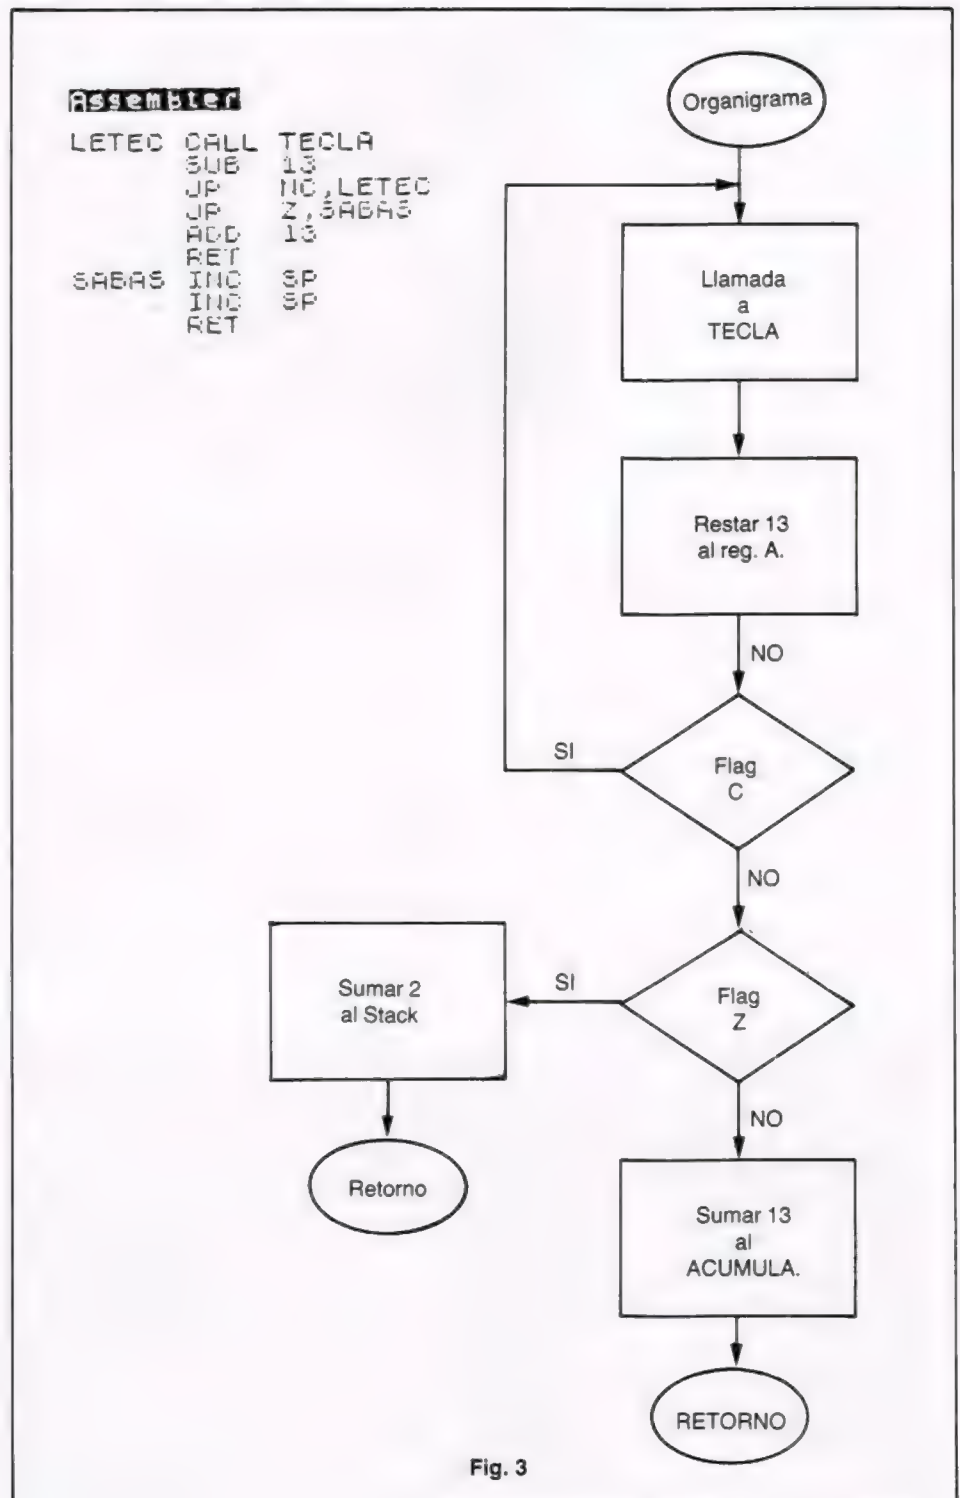 Assembler
LETEC CALL TECLA
SUB 13
JP NC,LETEC
JP Z,SABAS
ADD 13
RET
SABAS INC SP
INC SP
RET
Organigrama
Llamada
a
TECLA
Restar 13
al reg. A.
NO
SI
Flag
C
NO
Sumar 2
al Stack
SI
Flag
Z
NO
Retorno
Sumar 13
al
ACUMULA.
RETORNO
Fig. 3